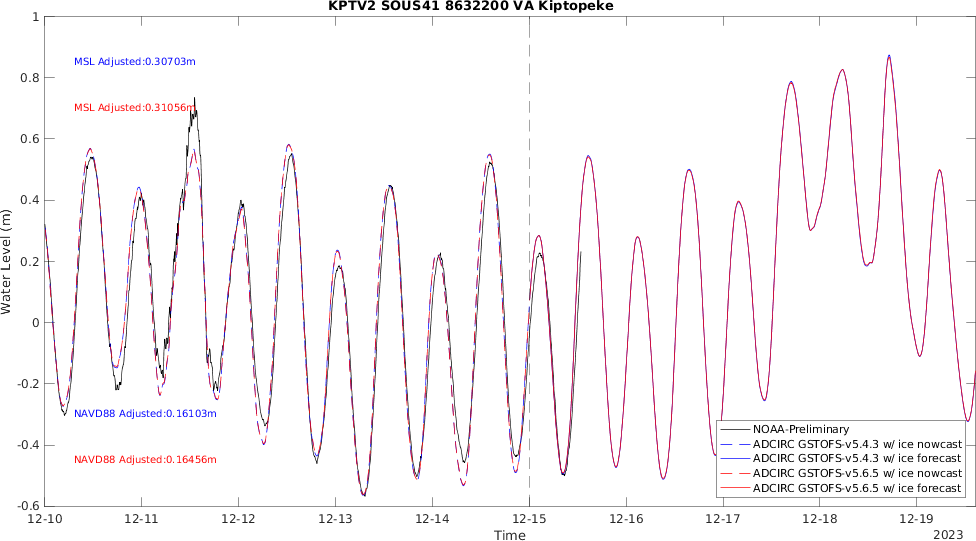 KPTV2 SOUS41 8632200 VA Kiptopeke
Water Level (m)
1
0.8
0.6
0.4
0.2
0
-0.2
-0.4
-0.6
MSL Adjusted:0.30703m
MSL Adjusted:0.31056m
NAVD88 Adjusted:0.16103m
NAVD88 Adjusted:0.16456m
NOAA-Preliminary
ADCIRC GSTOFS-v5.4.3 w/ ice nowcast
ADCIRC GSTOFS-v5.4.3 w/ ice forecast
ADCIRC GSTOFS-v5.6.5 w/ ice nowcast
ADCIRC GSTOFS-v5.6.5 w/ ice forecast
12-10 12-11 12-12 12-13 12-14 12-15 12-16 12-17 12-18 12-19
Time
2023